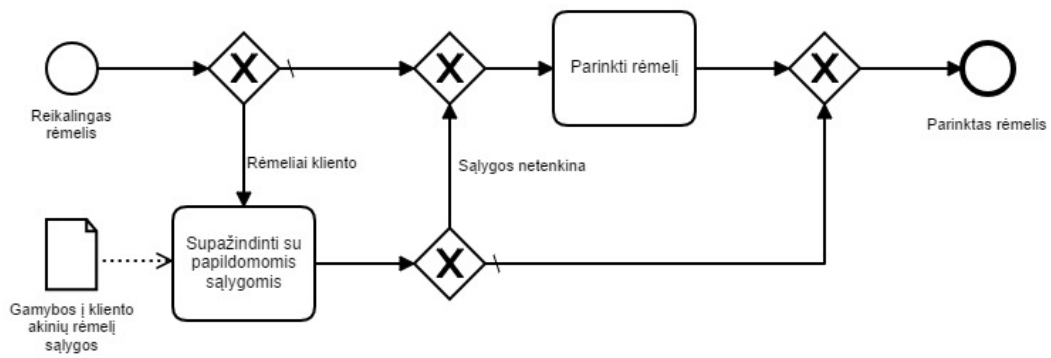 Parinkti rėmelį
Reikalingas
rėmelis
Parinktas rėmelis
Rėmeliai kliento
Sąlygos netenkina
Supažindinti su
papildomomis
sąlygomis
Gamybos į kliento
akinių rėmelį
sąlygos